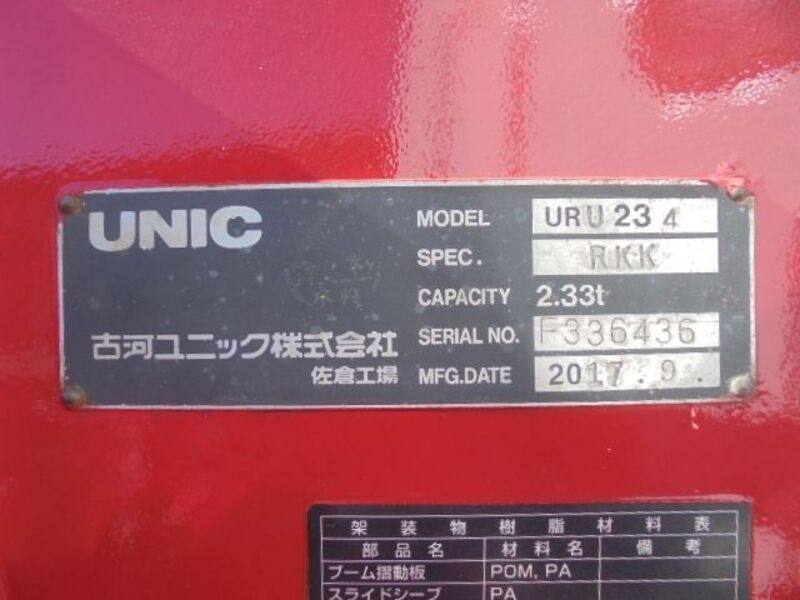 UNIC
MODEL URU234
SPEC. RKK
CAPACITY 2.33t
古河ユニック株式会社 SERIAL NO. F336436
佐倉工場 MFG.DATE 2017.9.
架装物樹脂材料表
部品名 材料名 備考
ブーム摺動板 POM, PA
スライドシーブ PA